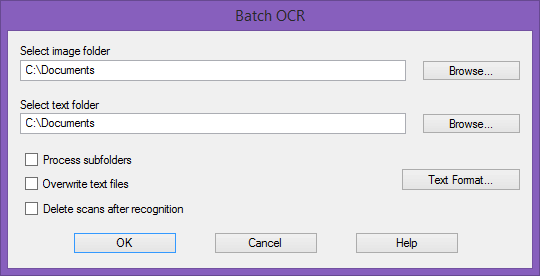 Batch OCR
Select image folder
C:\Documents
Browse...
Select text folder
C:\Documents
Browse...
Process subfolders
Overwrite text files
Text Format...
Delete scans after recognition
OK
Cancel
Help